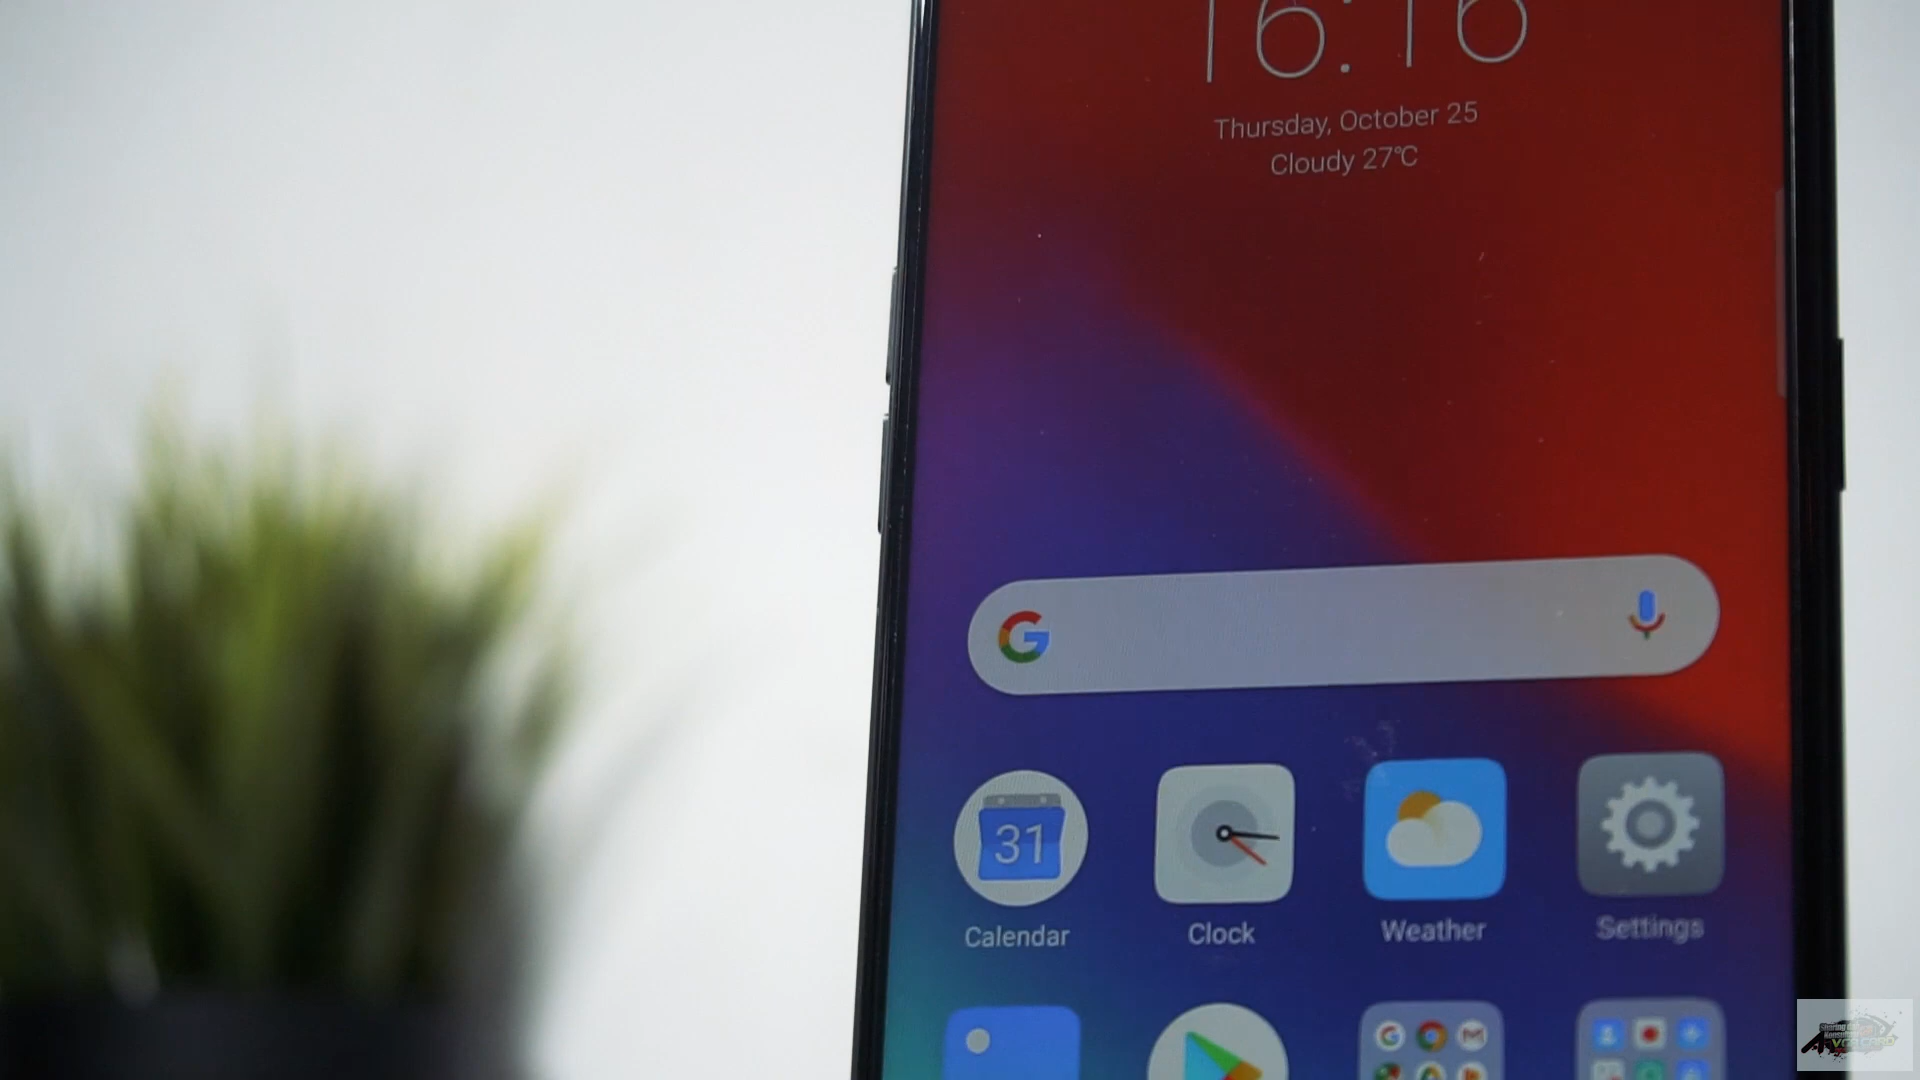 16:16
Thursday, October 25
Cloudy 27°C
G
31
Calendar
Clock
Weather
Settings